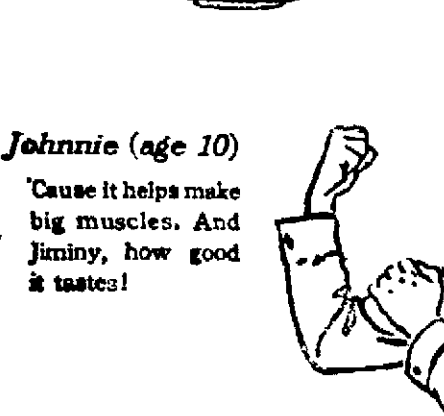 Johnnie (age 10)
'Cause it helps make
big muscles. And
Jiminy, how good
it tastes!